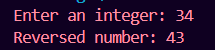 Enter an integer: 34
Reversed number: 43